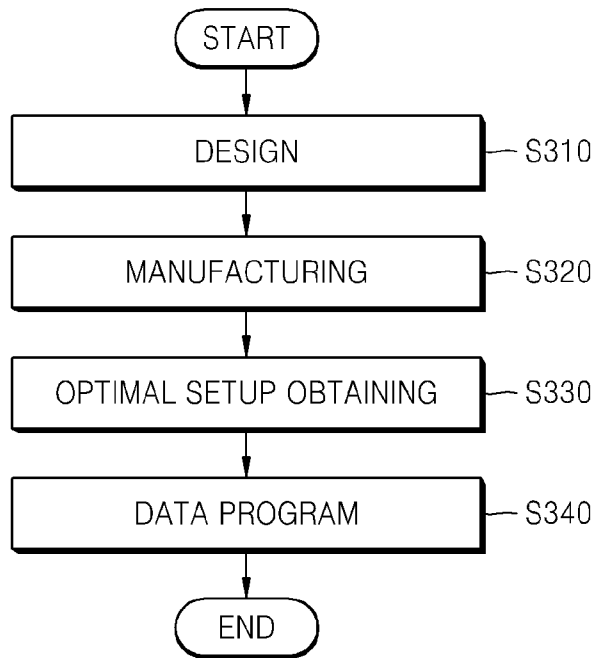 START
DESIGN S310
MANUFACTURING S320
OPTIMAL SETUP OBTAINING S330
DATA PROGRAM S340
END